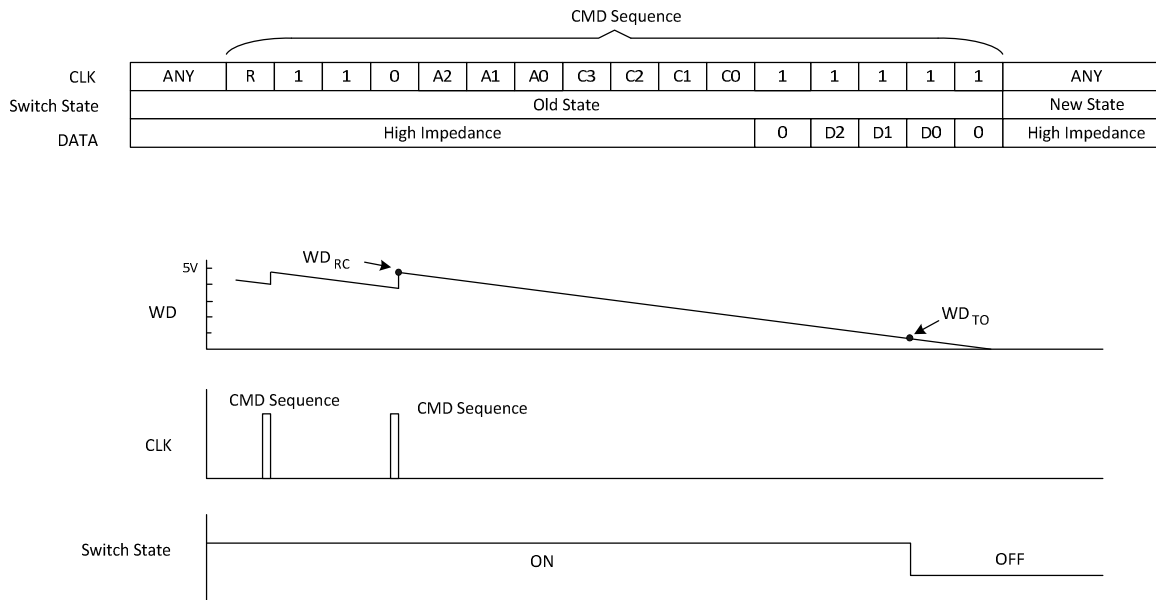 CMD Sequence
CLK ANY R 1 1 0 A2 A1 A0 C3 C2 C1 C0 1 1 1 1 1 ANY
Switch State Old State New State
DATA High Impedance 0 D2 D1 D0 0 High Impedance
WD RC
5V
WD
WD TO
CMD Sequence
CMD Sequence
CLK
Switch State
ON
OFF